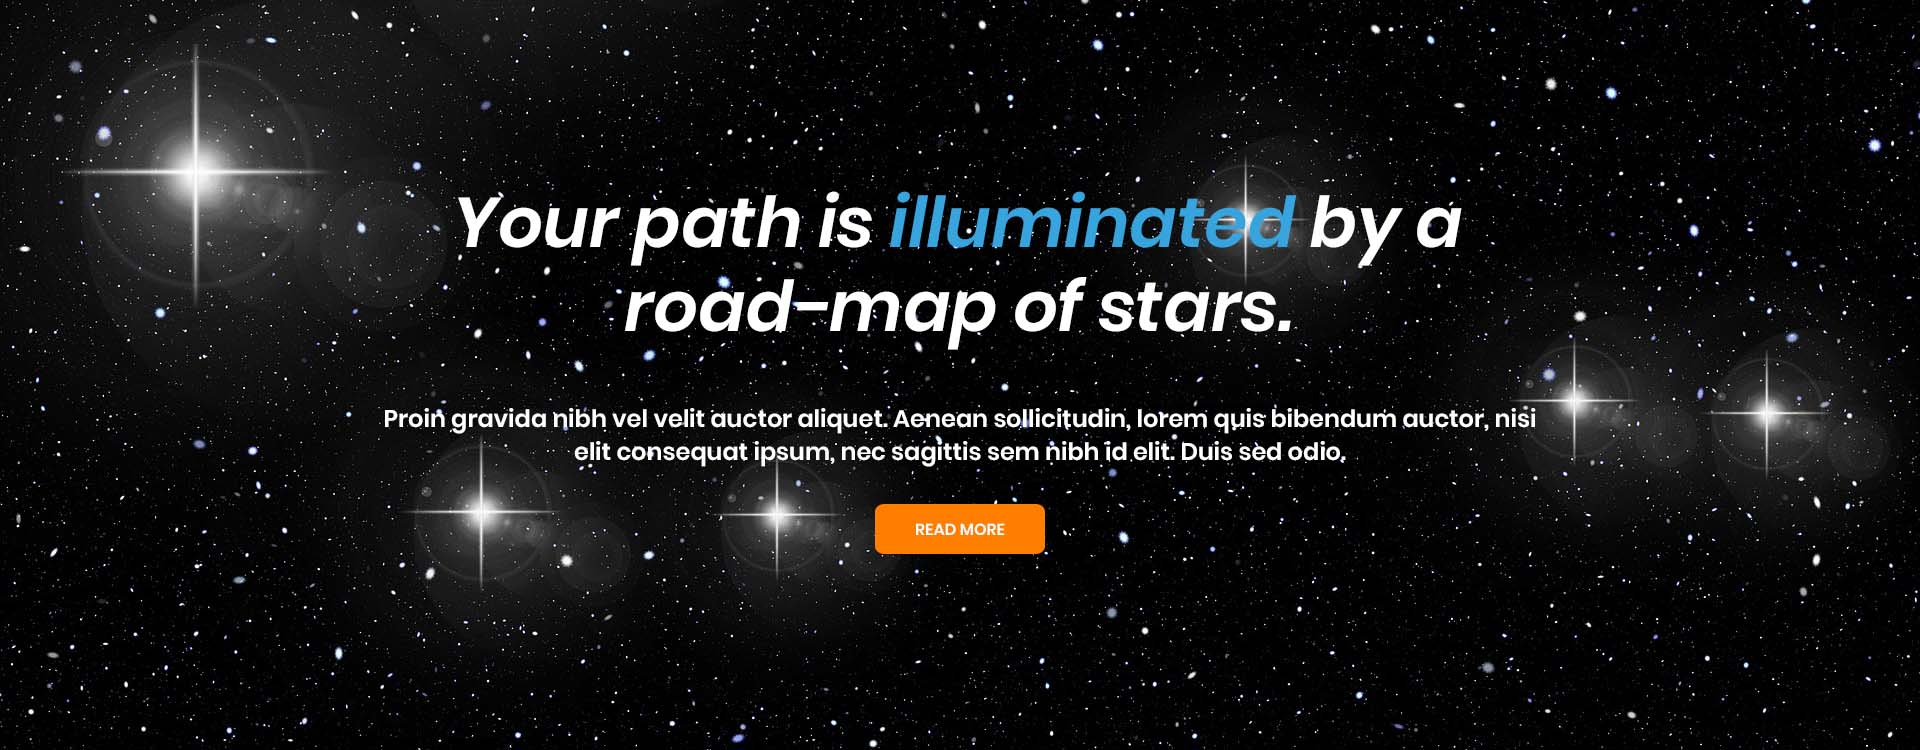 Your path is illuminated by a
road-map of stars.
Proin gravida nibh vel velit auctor aliquet. Aenean sollicitudin, lorem quis bibendum auctor, nisi
elit consequat ipsum, nec sagittis sem nibh id elit. Duis sed odio.
READ MORE